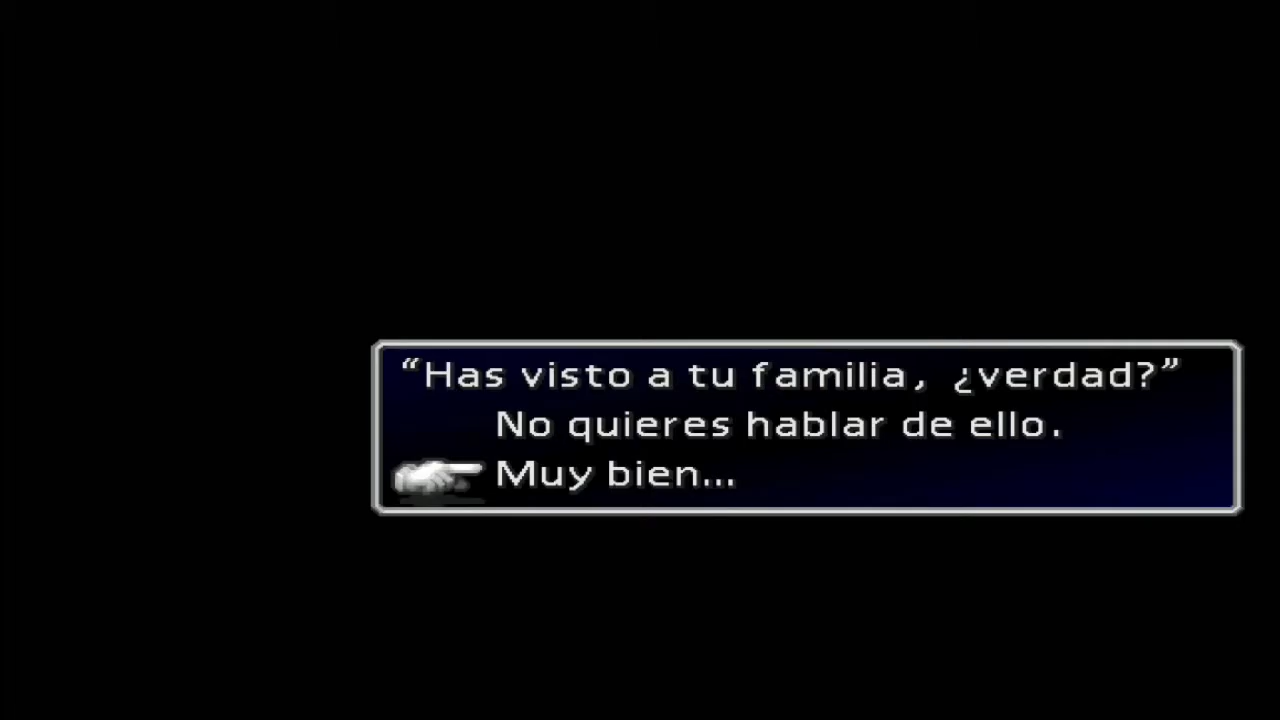 “Has visto a tu familia, ¿verdad?”
No quieres hablar de ello.
Muy bien...